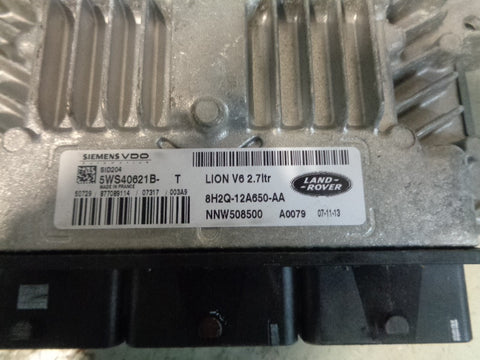 SIEMENS VDO
SID204
5WS40621B- T
MADE IN FRANCE
50729 977089114 07317 003A9
LION V6 2.7ltr
8H2Q-12A650-AA
NNW508500 A0079 07-11-13
LAND-
ROVER